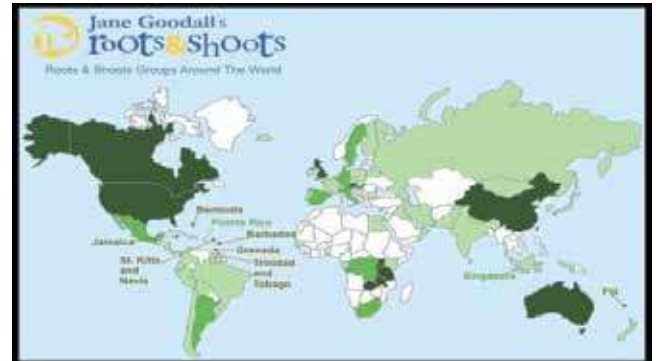 Jane Goodall's
roots&shoots
Roots & Shoots Groups Around The World
Bermuda
Puerto Rico
Jamaica
Barbados
Grenada
St. Kitts
and
Nevis
Trinidad
and
Tobago
Singapore
Fiji